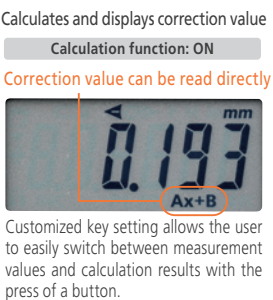 Calculates and displays correction value
Calculation function: ON
Correction value can be read directly
mm
0.193
Ax+B
Customized key setting allows the user
to easily switch between measurement
values and calculation results with the
press of a button.